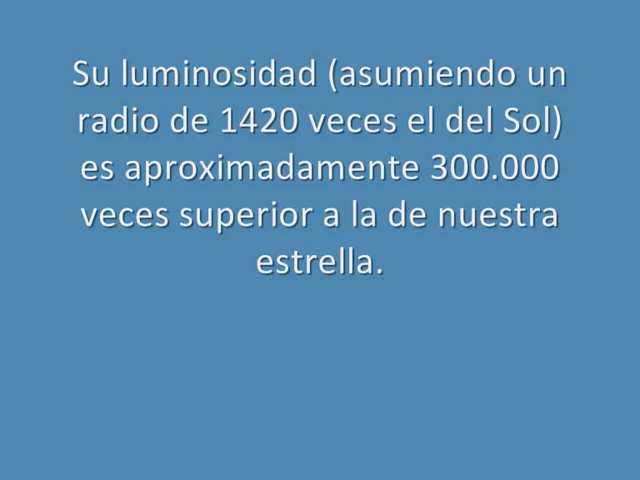 Su luminosidad (asumiendo un
radio de 1420 veces el del Sol)
es aproximadamente 300.000
veces superior a la de nuestra
estrella.